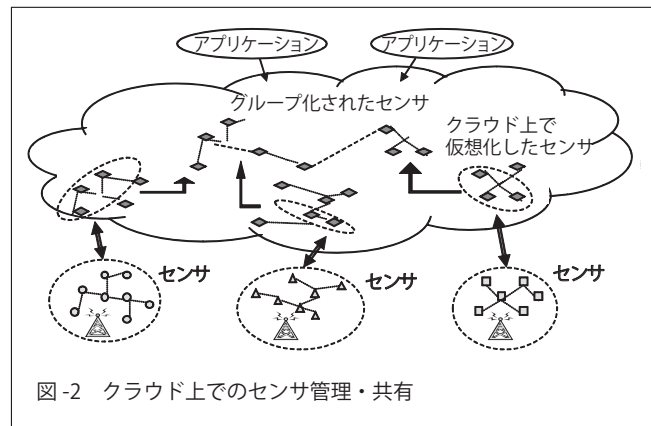 アプリケーション
アプリケーション
グループ化されたセンサ
クラウド上で
仮想化したセンサ
センサ
センサ
センサ
図-2 クラウド上でのセンサ管理・共有